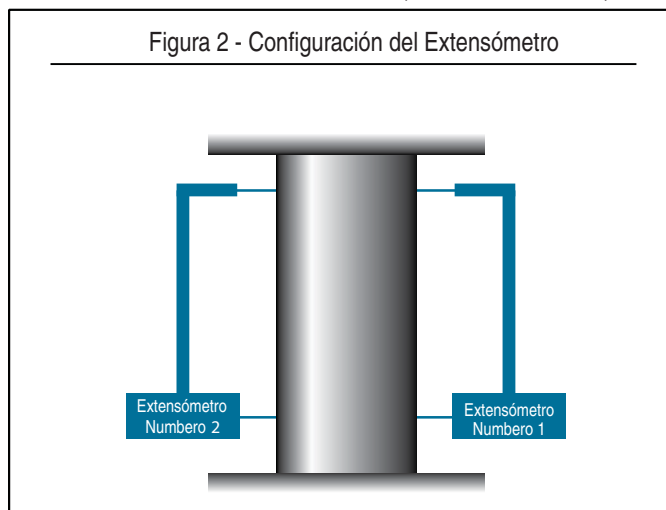 Figura 2 - Configuración del Extensómetro
Extensómetro
Numbero 2
Extensómetro
Numbero 1